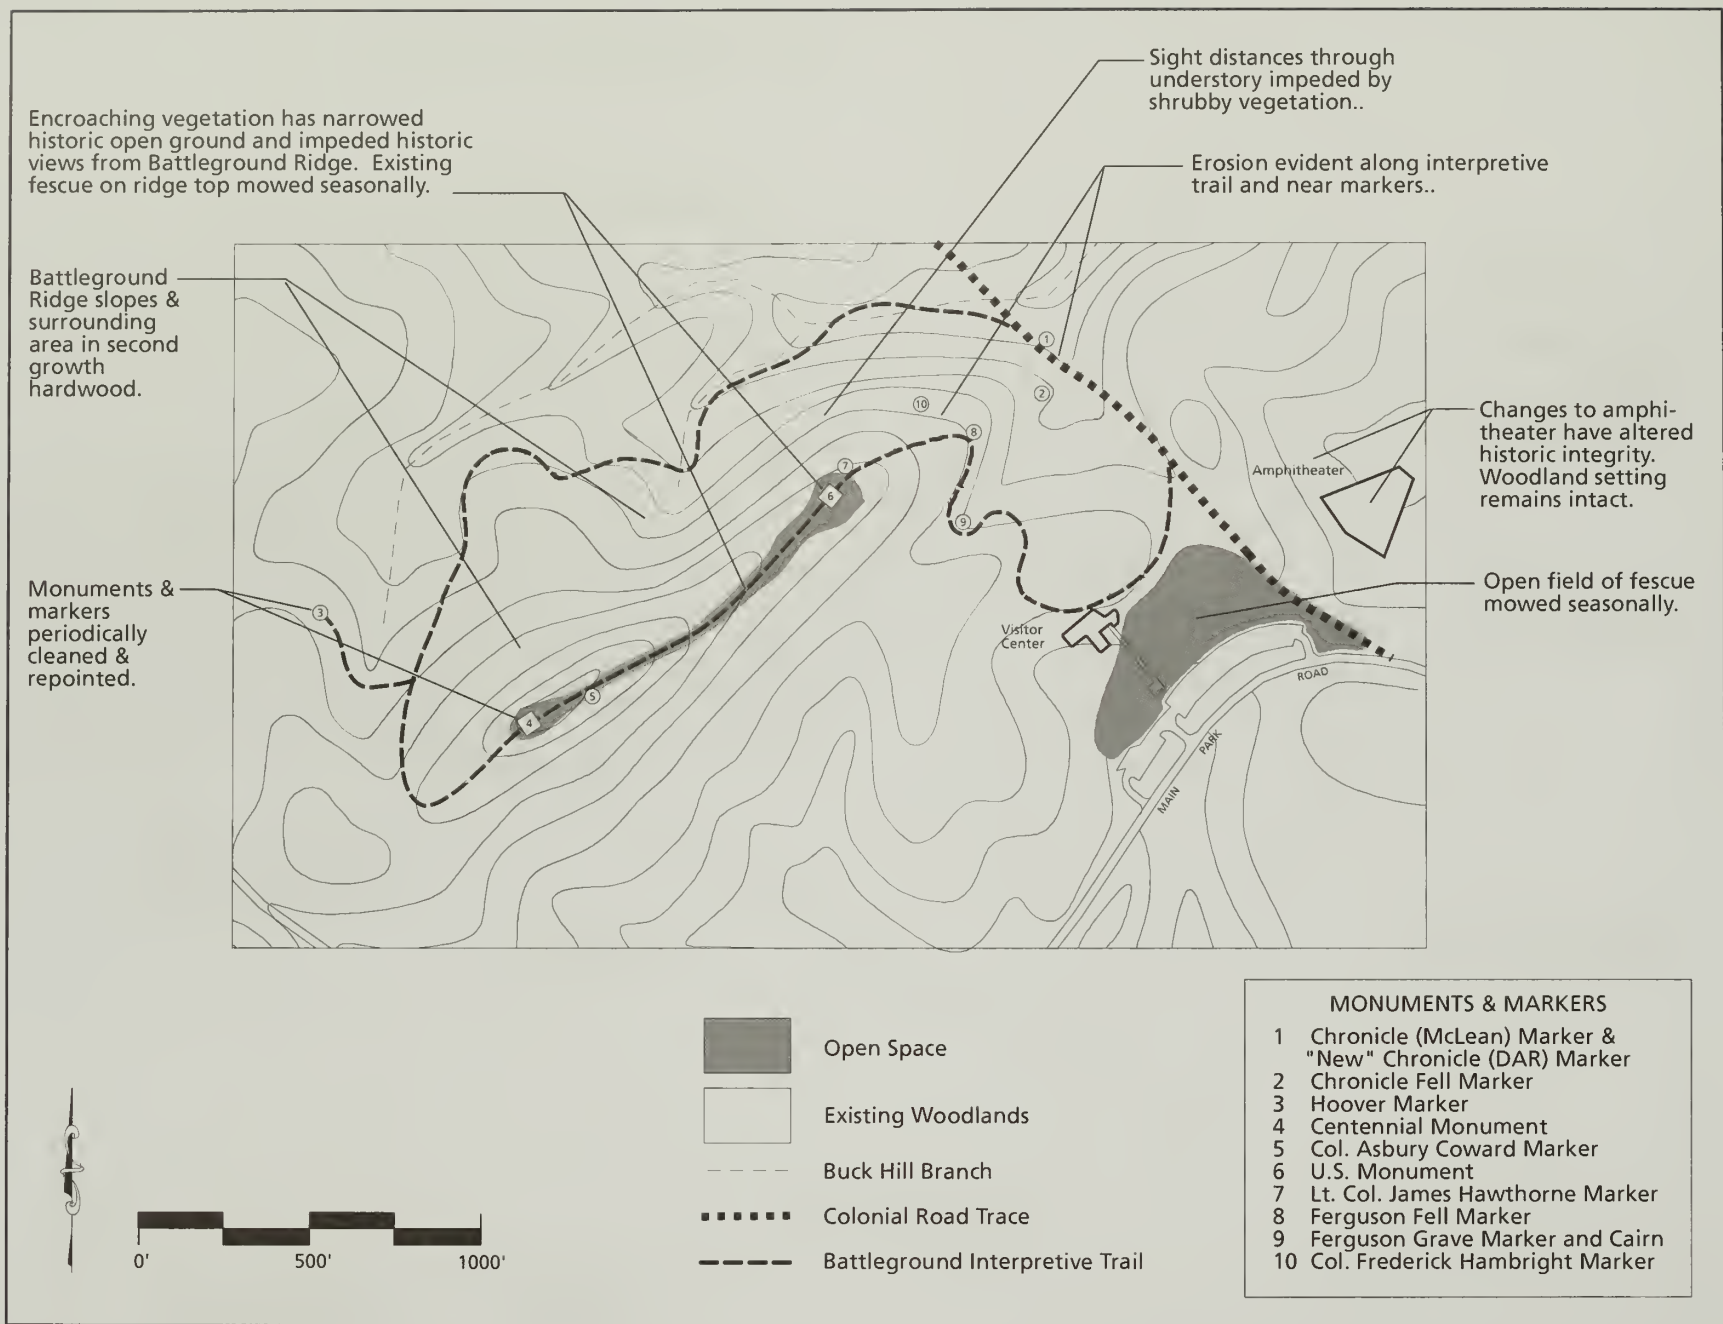 Sight distances through
understory impeded by
shrubby vegetation..
Encroaching vegetation has narrowed
historic open ground and impeded historic
views from Battleground Ridge. Existing
fescue on ridge top mowed seasonally.
Erosion evident along interpretive
trail and near markers..
Battleground
Ridge slopes &
surrounding
area in second
growth
hardwood.
Changes to amphi-
theater have altered
historic integrity.
Woodland setting
remains intact.
Monuments &
markers
periodically
cleaned &
repointed.
Open field of fescue
mowed seasonally.
1
2
10
8
7
6
9
3
5
4
Amphitheater
Visitor
Center
MAIN PARK ROAD
Open Space
Existing Woodlands
Buck Hill Branch
Colonial Road Trace
Battleground Interpretive Trail
0' 500' 1000'
MONUMENTS & MARKERS
1 Chronicle (McLean) Marker &
"New" Chronicle (DAR) Marker
2 Chronicle Fell Marker
3 Hoover Marker
4 Centennial Monument
5 Col. Asbury Coward Marker
6 U.S. Monument
7 Lt. Col. James Hawthorne Marker
8 Ferguson Fell Marker
9 Ferguson Grave Marker and Cairn
10 Col. Frederick Hambright Marker